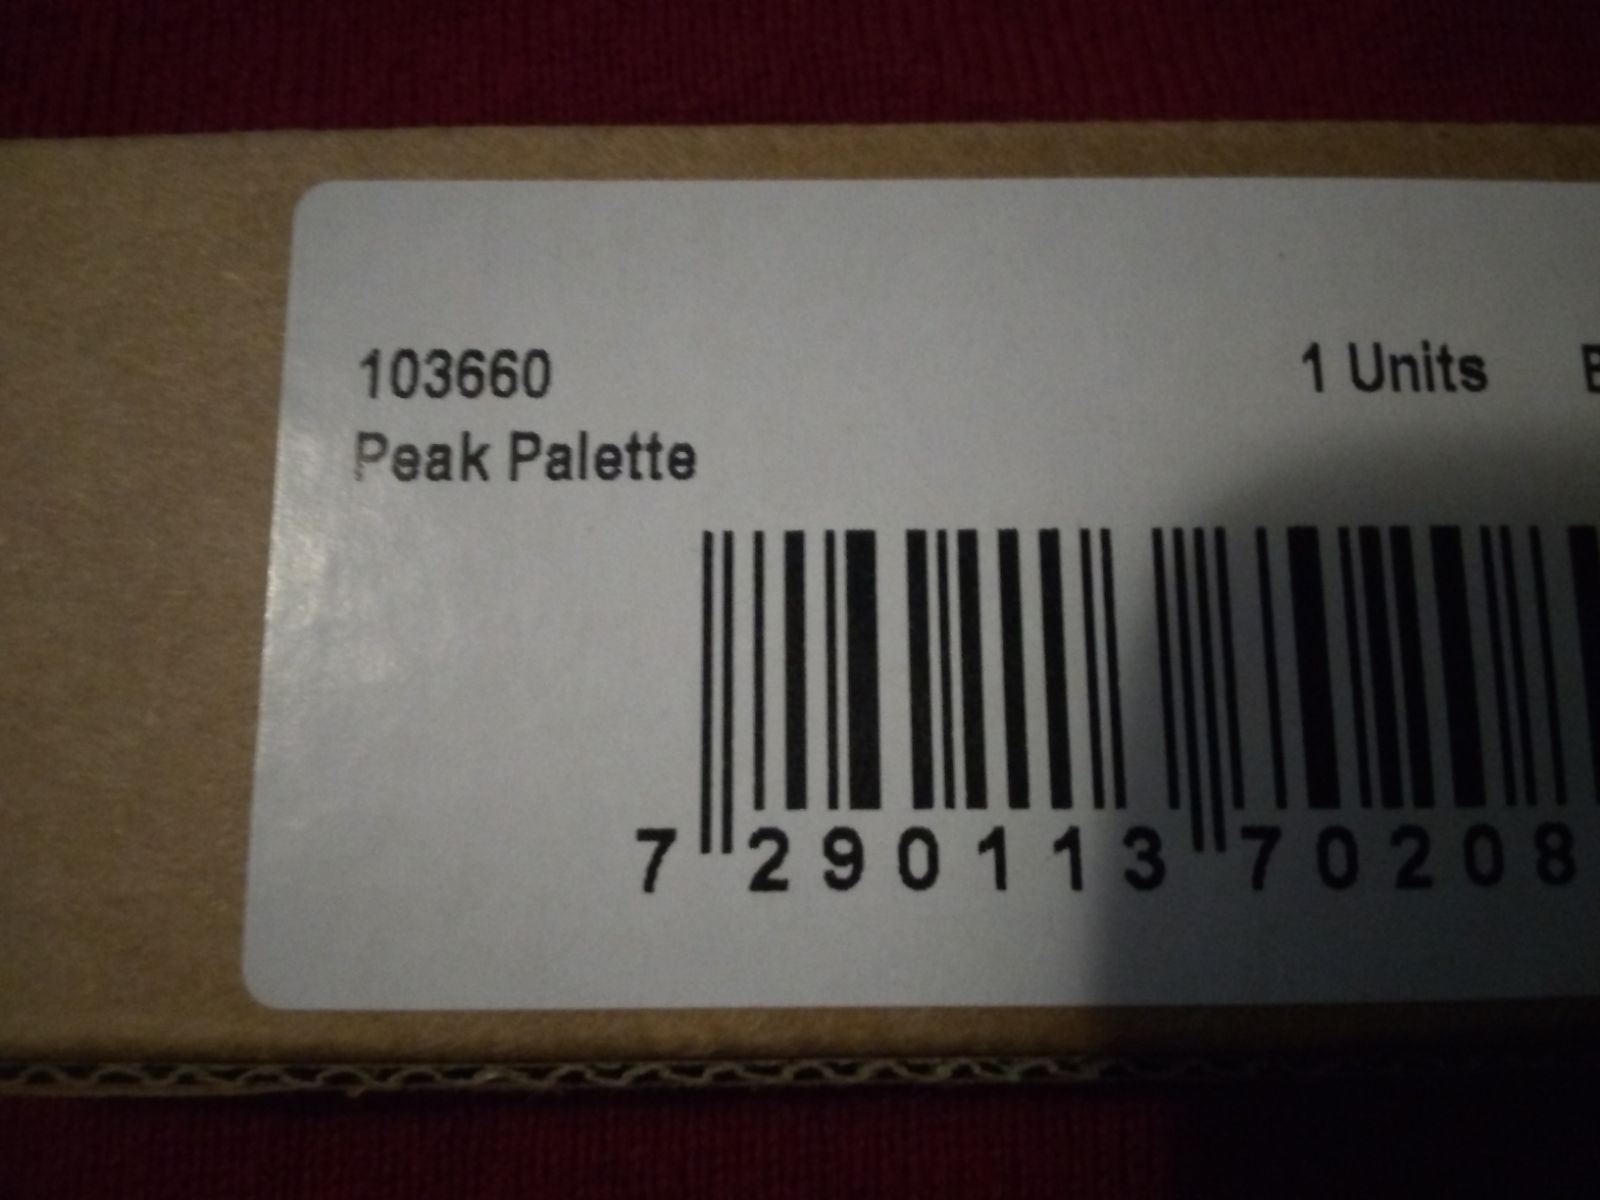 103660 1 Units
Peak Palette
7 290113 70208